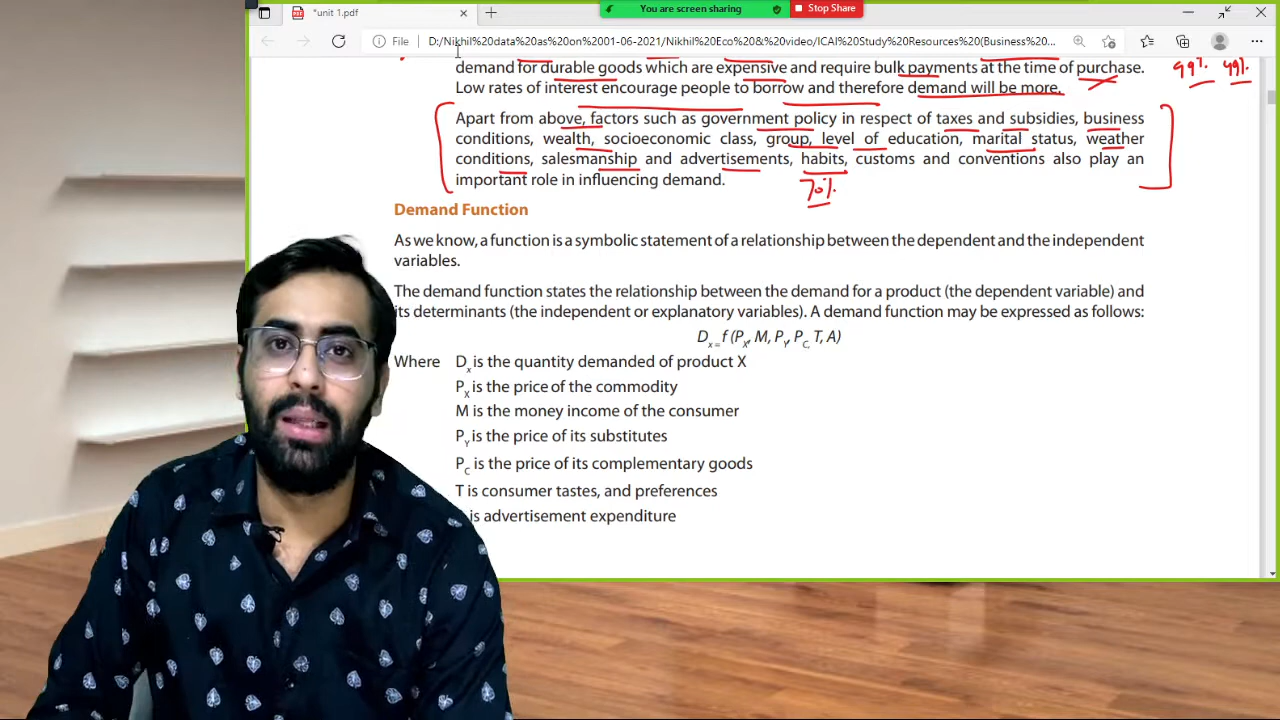 You are screen sharing
Stop Share
*unit 1.pdf
File
D:/Nikhil%20data%20as%20on%2001-06-2021/Nikhil%20Eco%20&%20video/ICAI%20Study%20Resources%20(Business%20...
demand for durable goods which are expensive and require bulk payments at the time of purchase.
99% 49%
Low rates of interest encourage people to borrow and therefore demand will be more.
Apart from above, factors such as government policy in respect of taxes and subsidies, business
conditions, wealth, socioeconomic class, group, level of education, marital status, weather
conditions, salesmanship and advertisements, habits, customs and conventions also play an
important role in influencing demand.
70%
Demand Function
As we know, a function is a symbolic statement of a relationship between the dependent and the independent
variables.
The demand function states the relationship between the demand for a product (the dependent variable) and
its determinants (the independent or explanatory variables). A demand function may be expressed as follows:
Dx = f (PX, M, PY, PC, T, A)
Where Dx is the quantity demanded of product X
PX is the price of the commodity
M is the money income of the consumer
PY is the price of its substitutes
PC is the price of its complementary goods
T is consumer tastes, and preferences
is advertisement expenditure